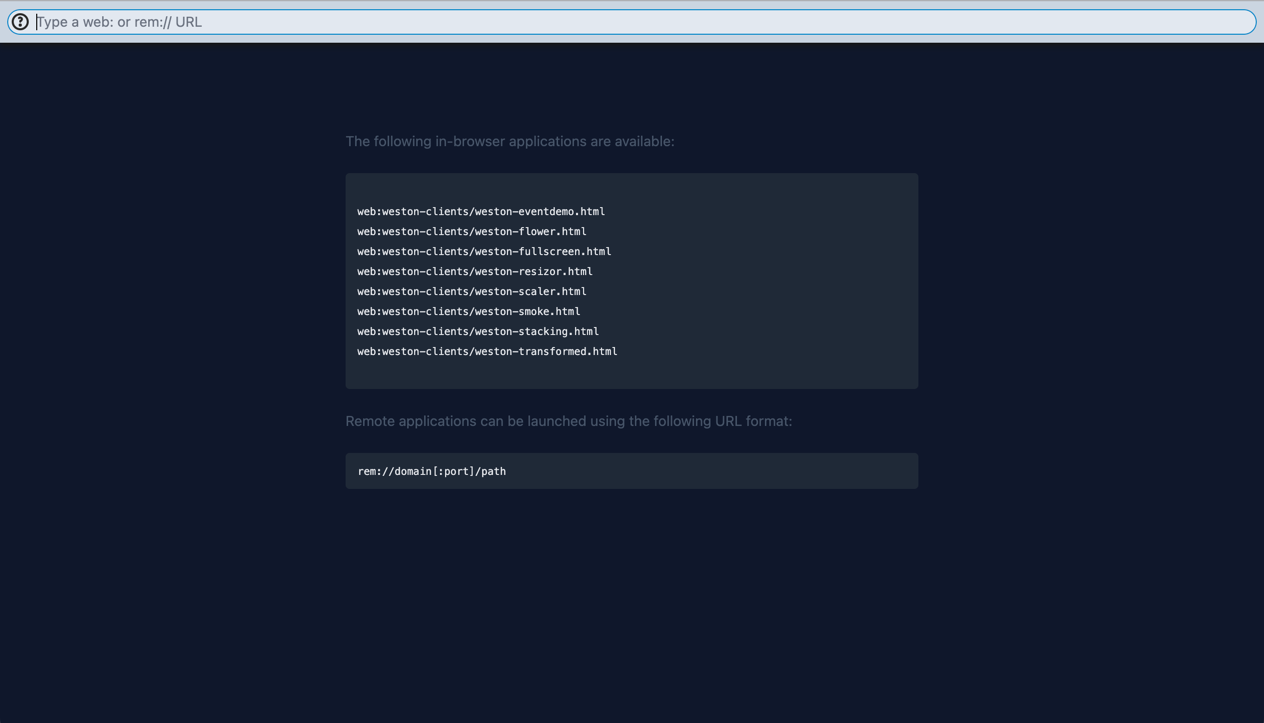 Type a web: or rem:// URL
The following in-browser applications are available:
web:weston-clients/weston-eventdemo.html
web:weston-clients/weston-flower.html
web:weston-clients/weston-fullscreen.html
web:weston-clients/weston-resizor.html
web:weston-clients/weston-scaler.html
web:weston-clients/weston-smoke.html
web:weston-clients/weston-stacking.html
web:weston-clients/weston-transformed.html
Remote applications can be launched using the following URL format:
rem://domain[:port]/path